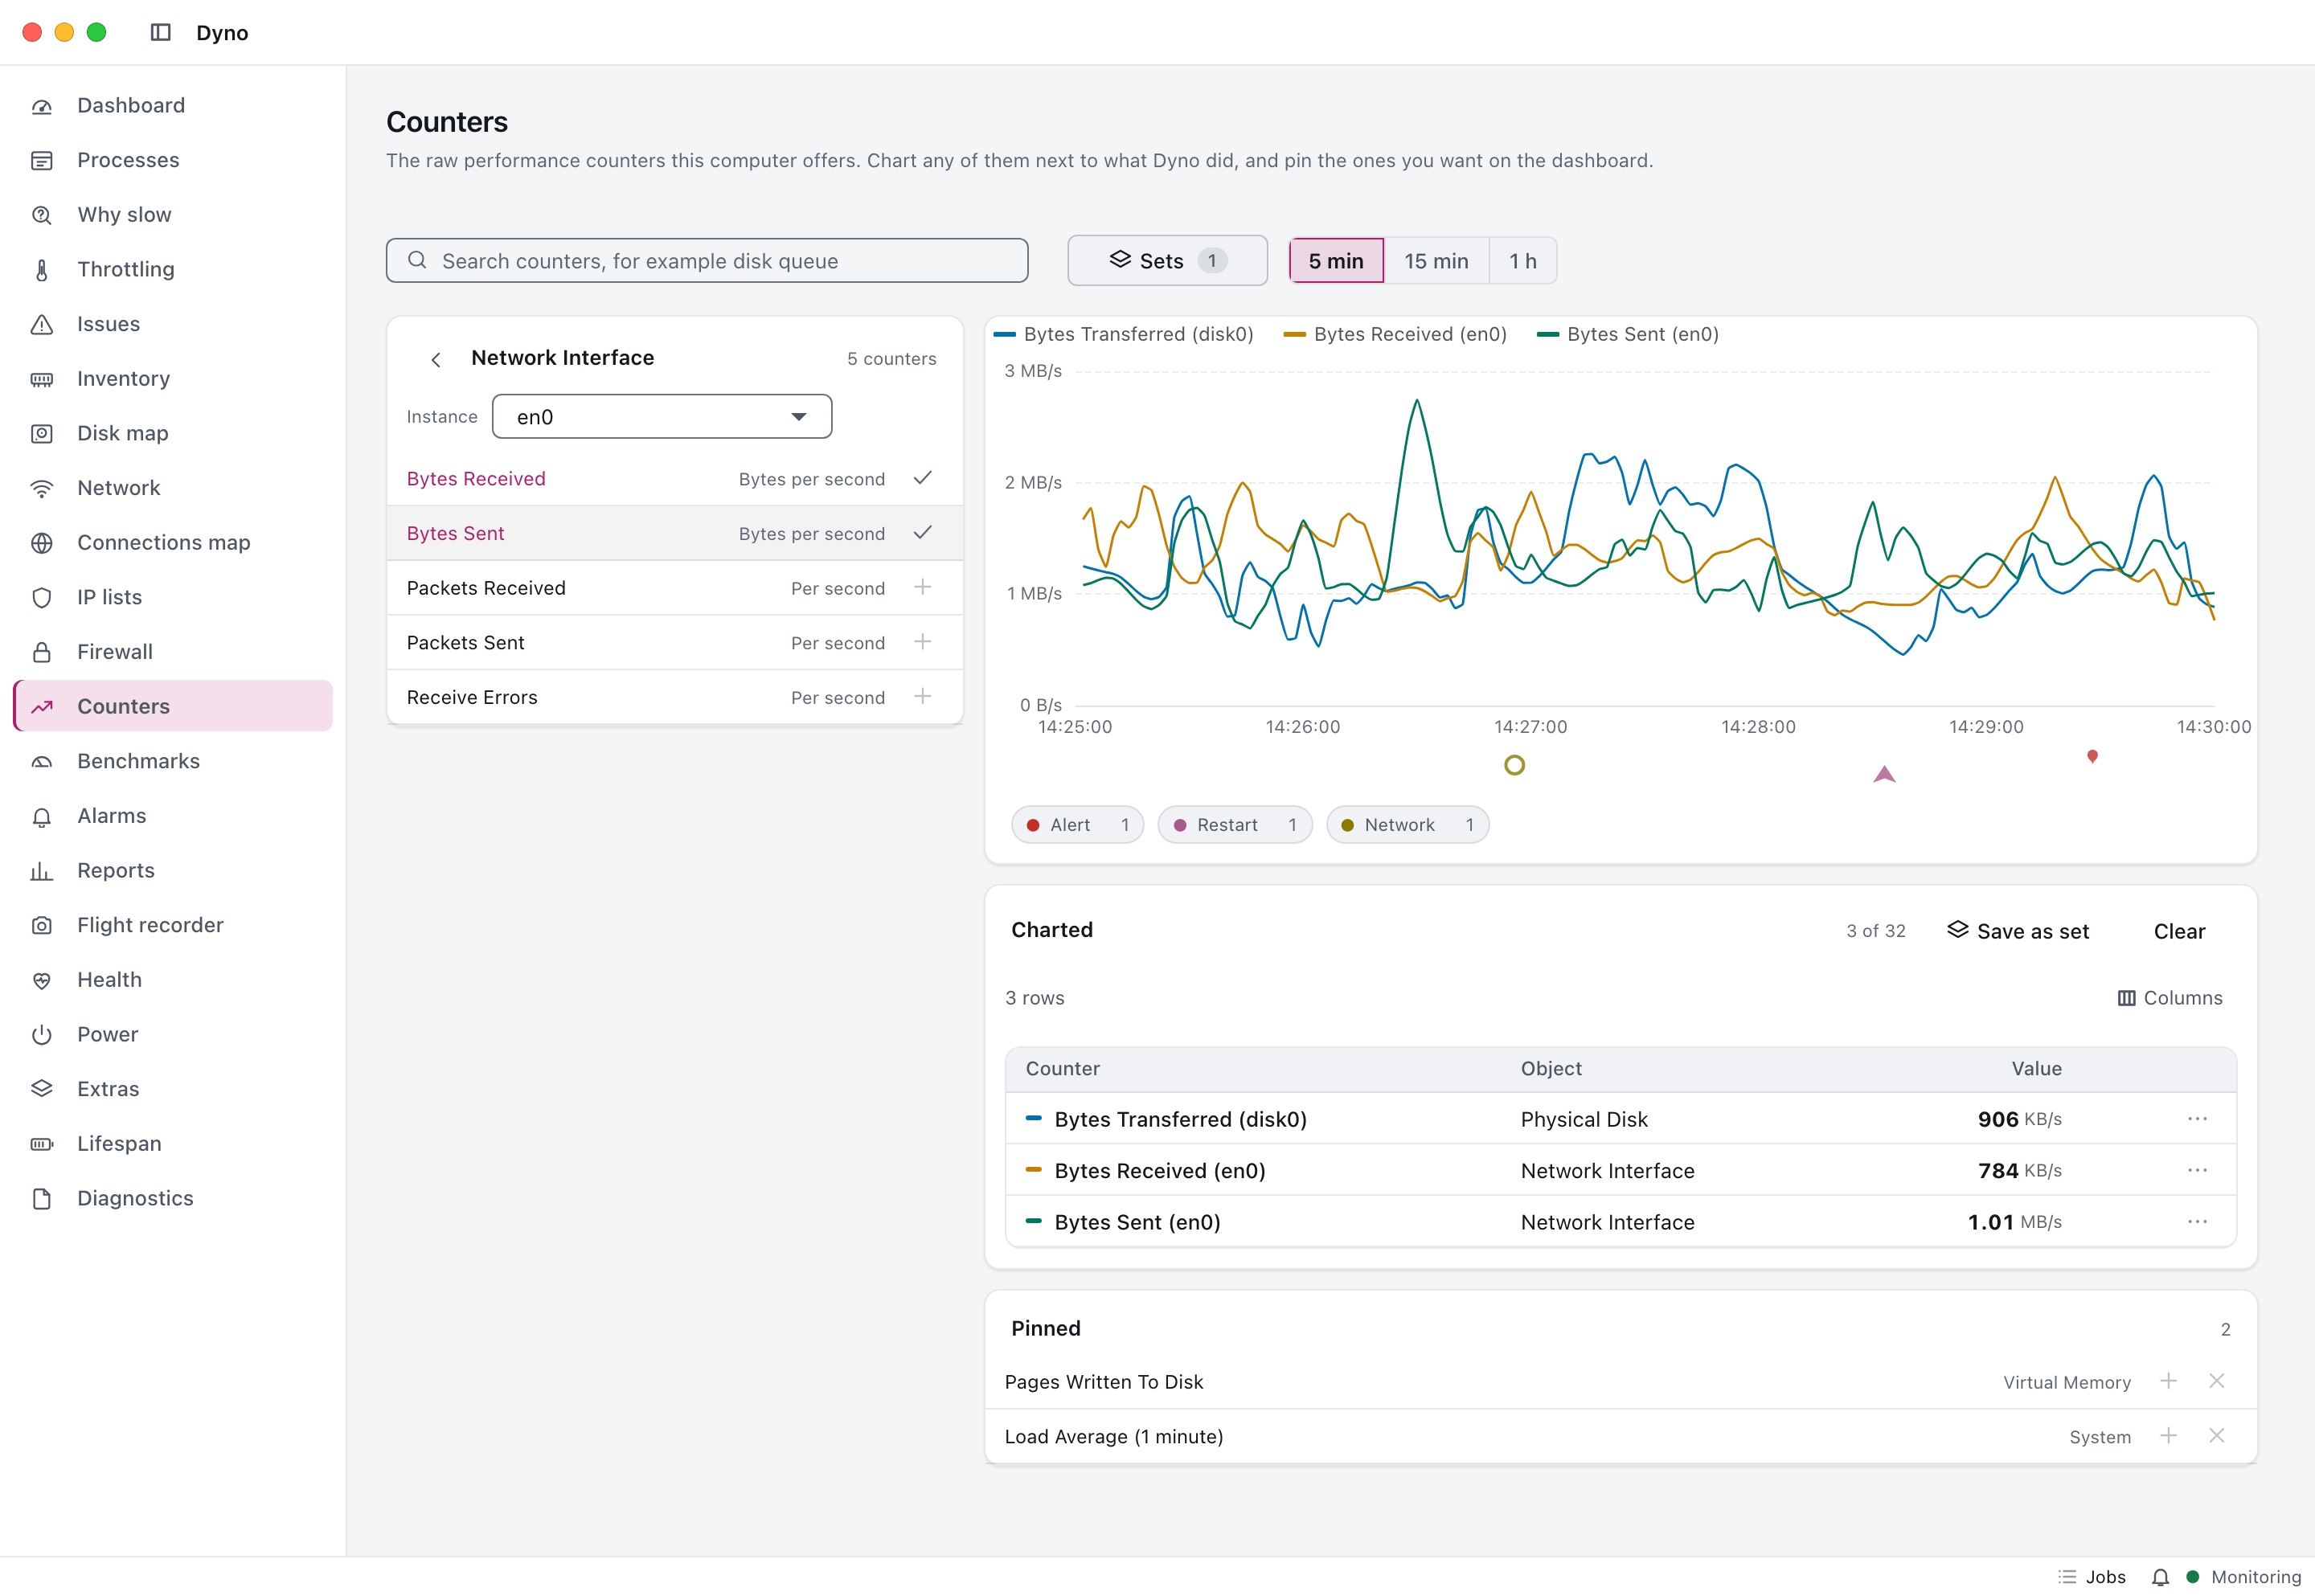 Dyno
Dashboard
Processes
Why slow
Throttling
Issues
Inventory
Disk map
Network
Connections map
IP lists
Firewall
Counters
Benchmarks
Alarms
Reports
Flight recorder
Health
Power
Extras
Lifespan
Diagnostics
Counters
The raw performance counters this computer offers. Chart any of them next to what Dyno did, and pin the ones you want on the dashboard.
Search counters, for example disk queue
Sets 1
5 min 15 min 1 h
Network Interface 5 counters
Instance en0
Bytes Received Bytes per second
Bytes Sent Bytes per second
Packets Received Per second
Packets Sent Per second
Receive Errors Per second
Bytes Transferred (disk0) Bytes Received (en0) Bytes Sent (en0)
3 MB/s
2 MB/s
1 MB/s
0 B/s
14:25:00 14:26:00 14:27:00 14:28:00 14:29:00 14:30:00
Alert 1 Restart 1 Network 1
Charted 3 of 32 Save as set Clear
3 rows Columns
Counter Object Value
Bytes Transferred (disk0) Physical Disk 906 KB/s
Bytes Received (en0) Network Interface 784 KB/s
Bytes Sent (en0) Network Interface 1.01 MB/s
Pinned 2
Pages Written To Disk Virtual Memory
Load Average (1 minute) System
Jobs Monitoring